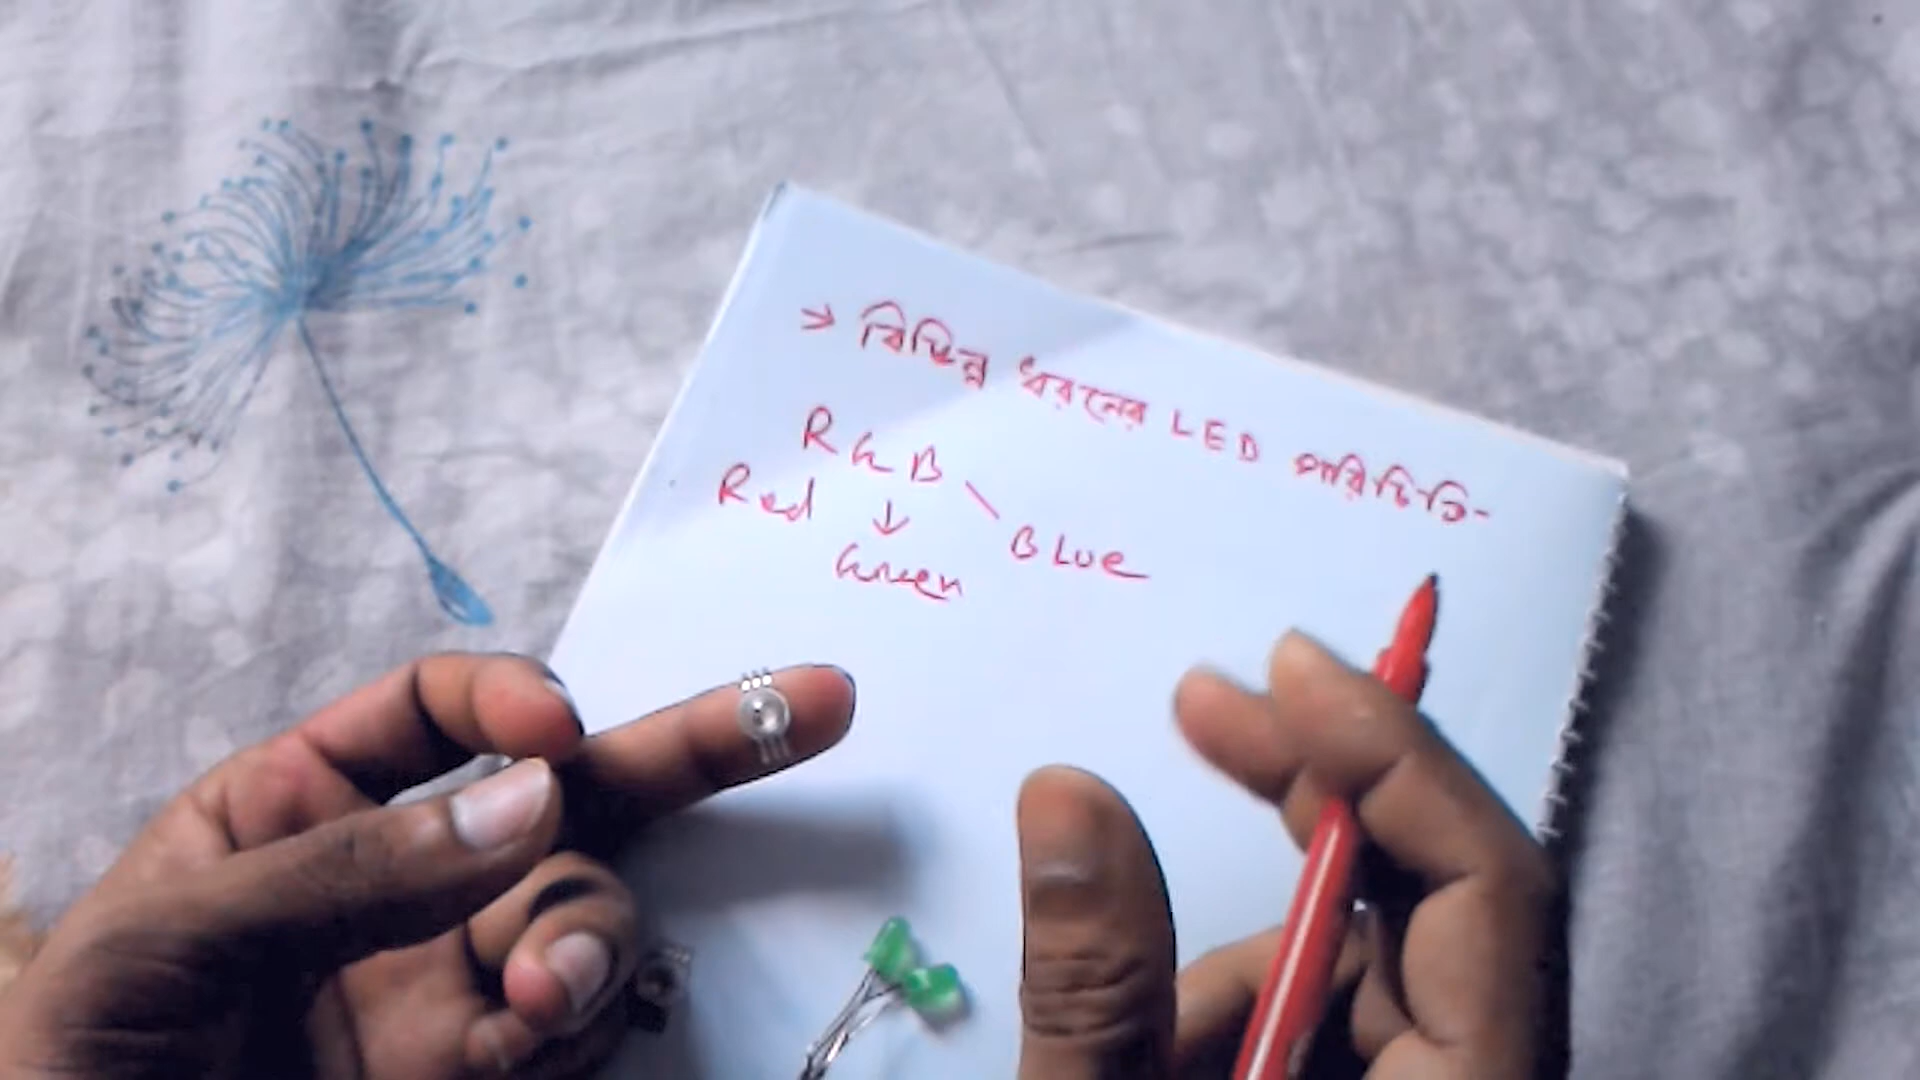 > বিভিন্ন ধরনের LED পরিচিতি-
RGB
Red ↓ \ BLue
Green